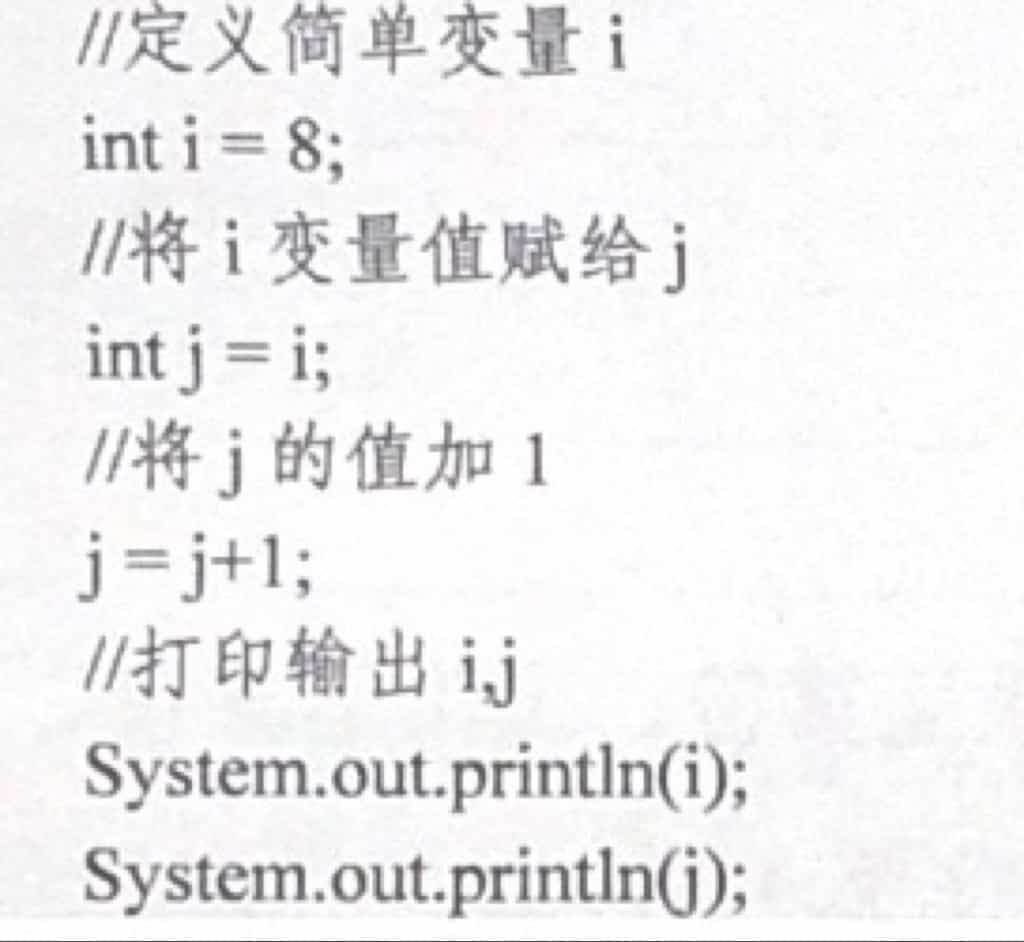 //定义简单变量 i
int i = 8;
//将 i 变量值赋给 j
int j = i;
//将 j 的值加 1
j = j+1;
//打印输出 i,j
System.out.println(i);
System.out.println(j);